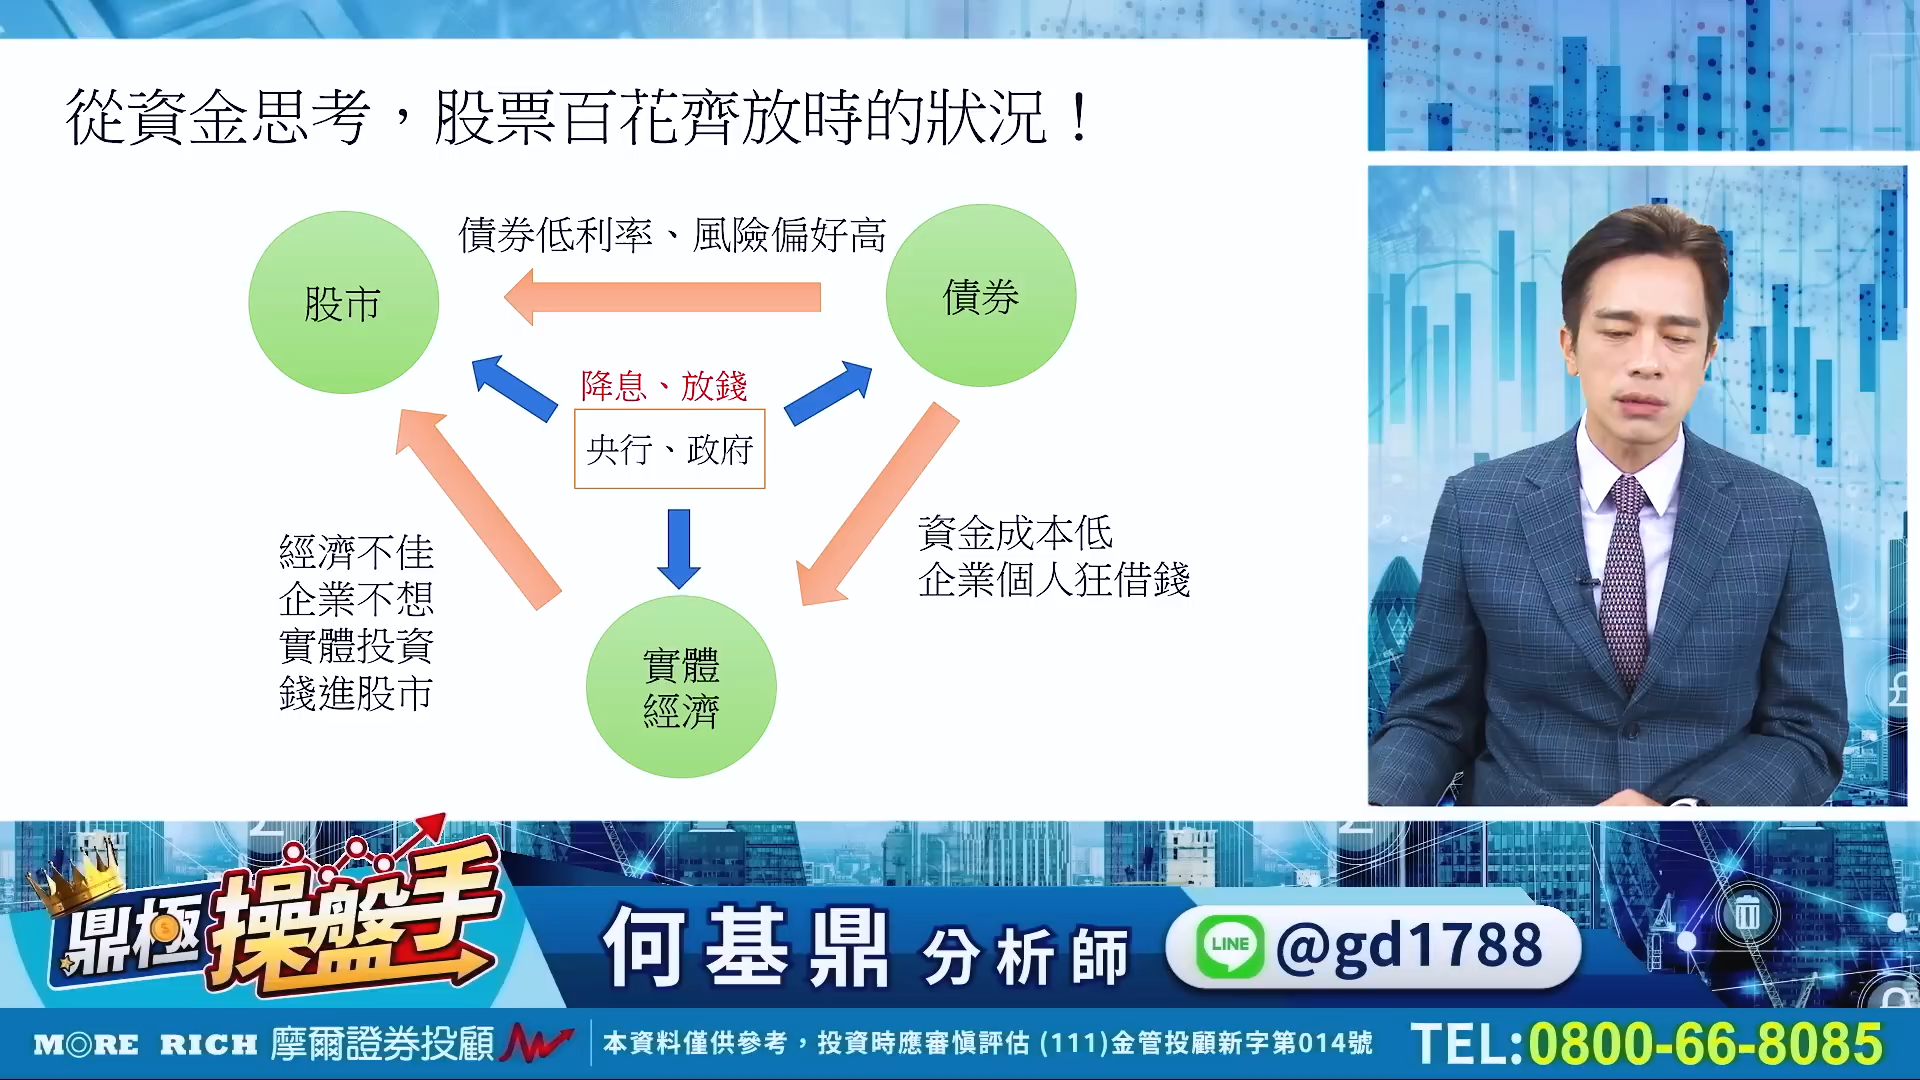 從資金思考，股票百花齊放時的狀況！
債券低利率、風險偏好高
股市
債券
降息、放錢
央行、政府
資金成本低
企業個人狂借錢
經濟不佳
企業不想
實體投資
錢進股市
實體
經濟
鼎極操盤手
何基鼎 分析師
LINE @gd1788
MORE RICH 摩爾證券投顧
本資料僅供參考，投資時應審慎評估 (111)金管投顧新字第014號
TEL:0800-66-8085